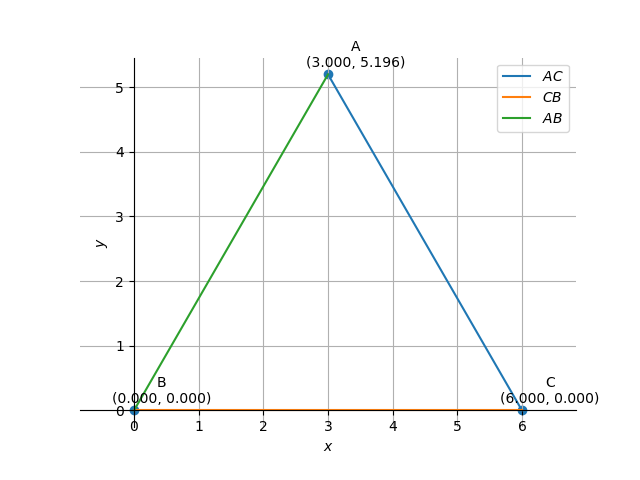 A
(3.000, 5.196)
AC
CB
AB
5
4
3
2
1
0
y
B
(0.000, 0.000)
C
(6.000, 0.000)
0 1 2 3 4 5 6
x